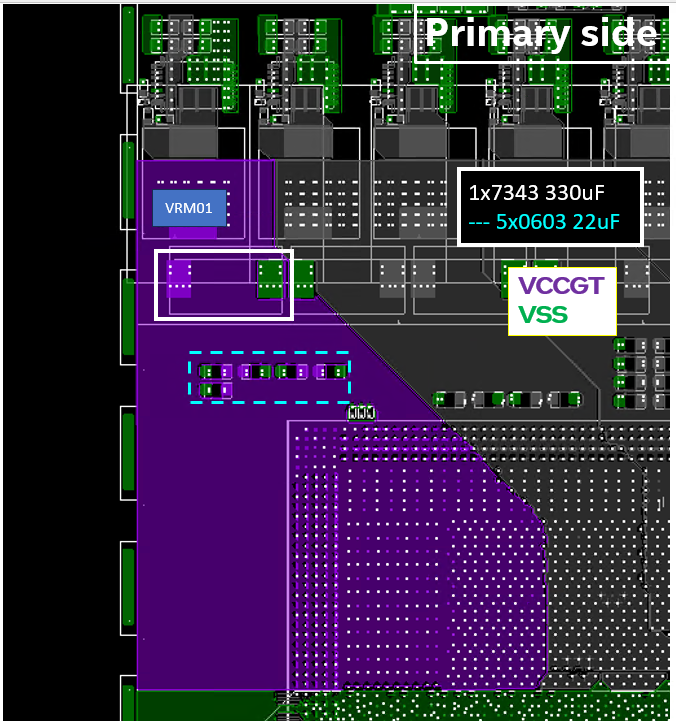 Primary side
VRM01
1x7343 330uF
--- 5x0603 22uF
VCCGT
VSS